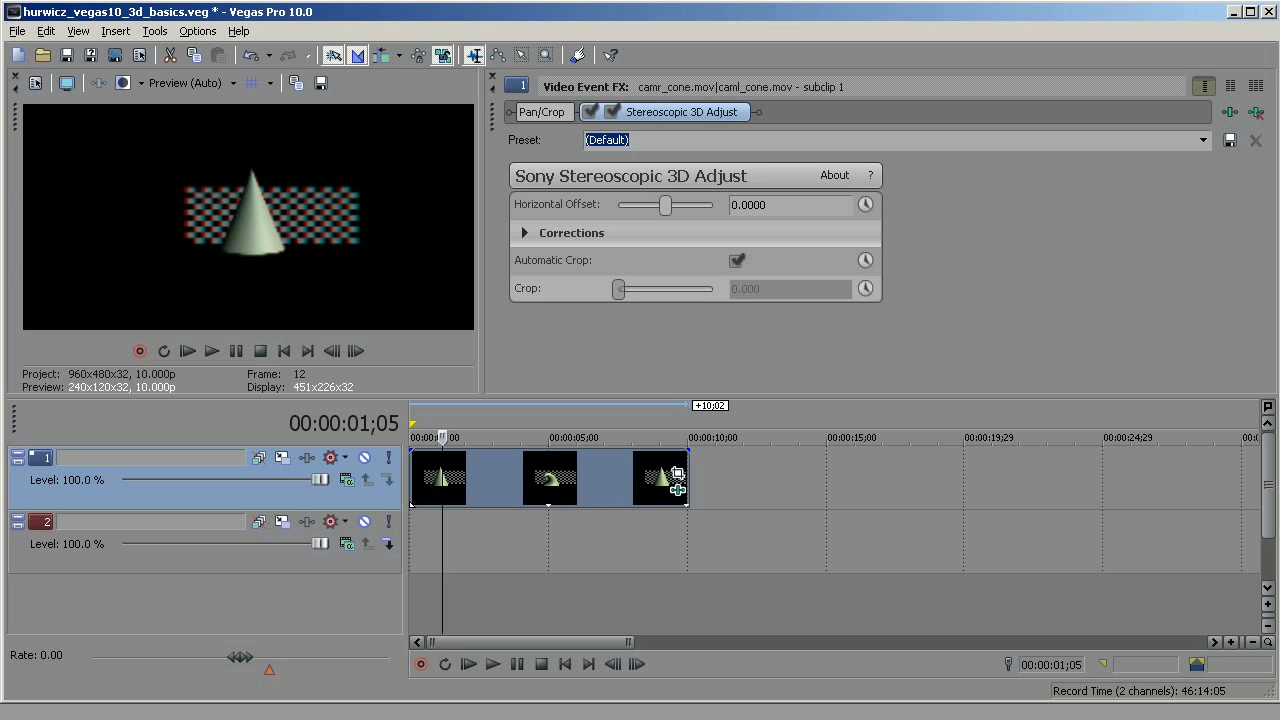 hurwicz_vegas10_3d_basics.veg * - Vegas Pro 10.0
File Edit View Insert Tools Options Help
Preview (Auto)
1 Video Event FX: camr_cone.mov|caml_cone.mov - subclip 1
Pan/Crop Stereoscopic 3D Adjust
Preset: (Default)
Sony Stereoscopic 3D Adjust About ?
Horizontal Offset: 0.0000
Corrections
Automatic Crop:
Crop: 0.000
Project: 960x480x32, 10.000p Frame: 12
Preview: 240x120x32, 10.000p Display: 451x226x32
+10;02
00:00:01;05
00:00:05;00 00:00:10;00 00:00:15;00 00:00:19;29 00:00:24;29
1
Level: 100.0 %
2
Level: 100.0 %
Rate: 0.00
00:00:01;05
Record Time (2 channels): 46:14:05